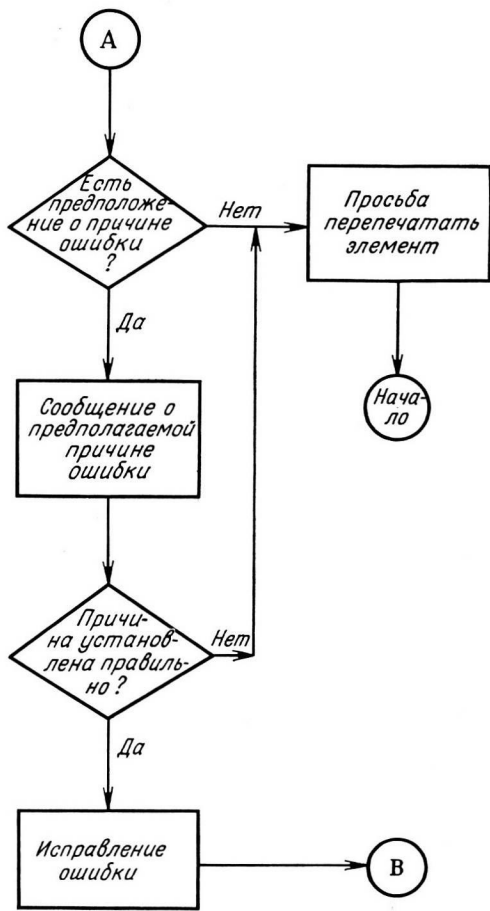 А
Есть
предположе-
ние о причине
ошибки
?
Нет
Просьба
перепечатать
элемент
Да
Нача-
ло
Сообщение о
предполагаемой
причине
ошибки
Причи-
на установ-
лена правиль-
но?
Нет
Да
Исправление
ошибки
В